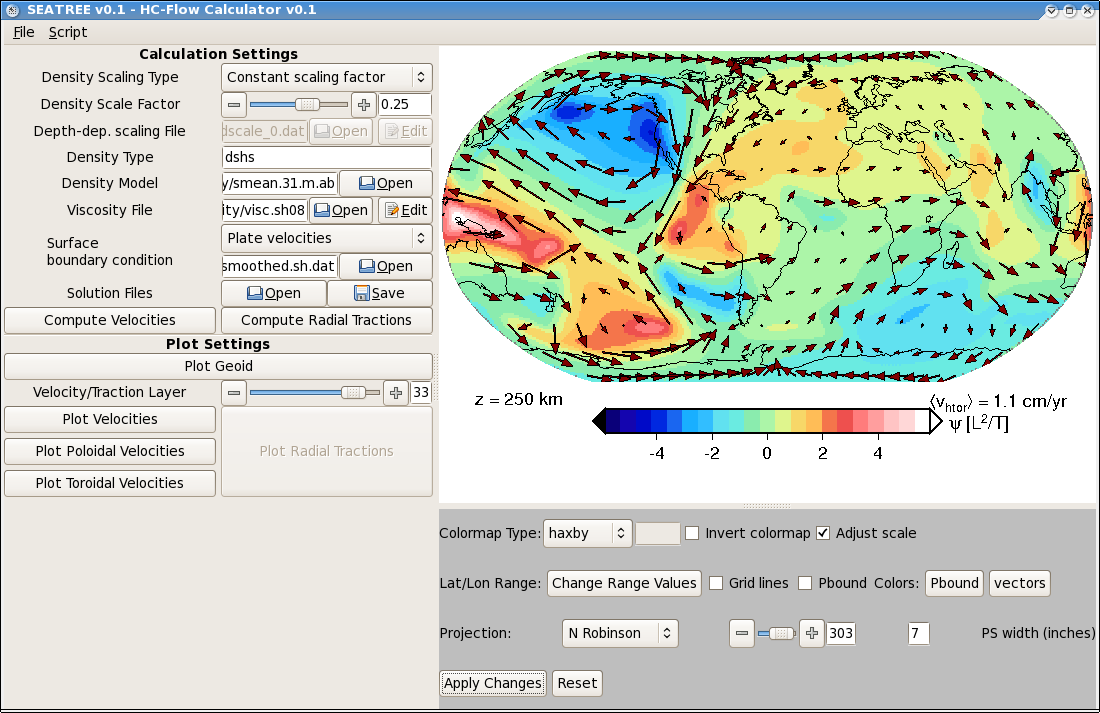 SEATREE v0.1 - HC-Flow Calculator v0.1
File Script
Calculation Settings
Density Scaling Type Constant scaling factor
Density Scale Factor 0.25
Depth-dep. scaling File dscale_0.dat Open Edit
Density Type dshs
Density Model y/smean.31.m.ab Open
Viscosity File ity/visc.sh08 Open Edit
Surface
boundary condition
Plate velocities
smoothed.sh.dat Open
Solution Files Open Save
Compute Velocities Compute Radial Tractions
Plot Settings
Plot Geoid
Velocity/Traction Layer 33
Plot Velocities
Plot Poloidal Velocities
Plot Radial Tractions
Plot Toroidal Velocities
z = 250 km
⟨v_htor⟩ = 1.1 cm/yr
ψ [L²/T]
-4 -2 0 2 4
Colormap Type: haxby Invert colormap Adjust scale
Lat/Lon Range: Change Range Values Grid lines Pbound Colors: Pbound vectors
Projection: N Robinson 303 7 PS width (inches)
Apply Changes Reset